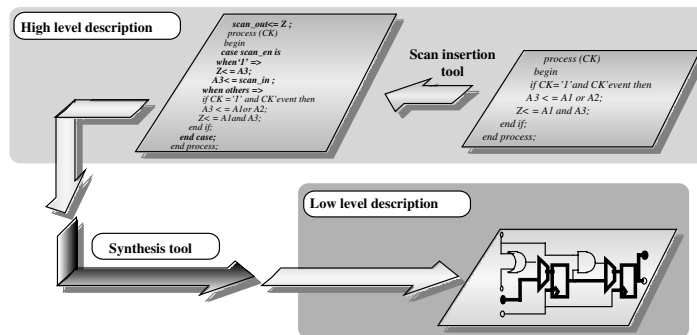 High level description
scan_out<= Z ;
process (CK)
begin
case scan_en is
when'1' =>
Z< = A3;
A3< = scan_in ;
when others =>
if CK ='1' and CK'event then
A3 < = A1or A2;
Z< = A1and A3;
end if;
end case;
end process;
Scan insertion
tool
process (CK)
begin
if CK='1'and CK'event then
A3 < = A1 or A2;
Z< = A1 and A3;
end if;
end process;
Low level description
Synthesis tool